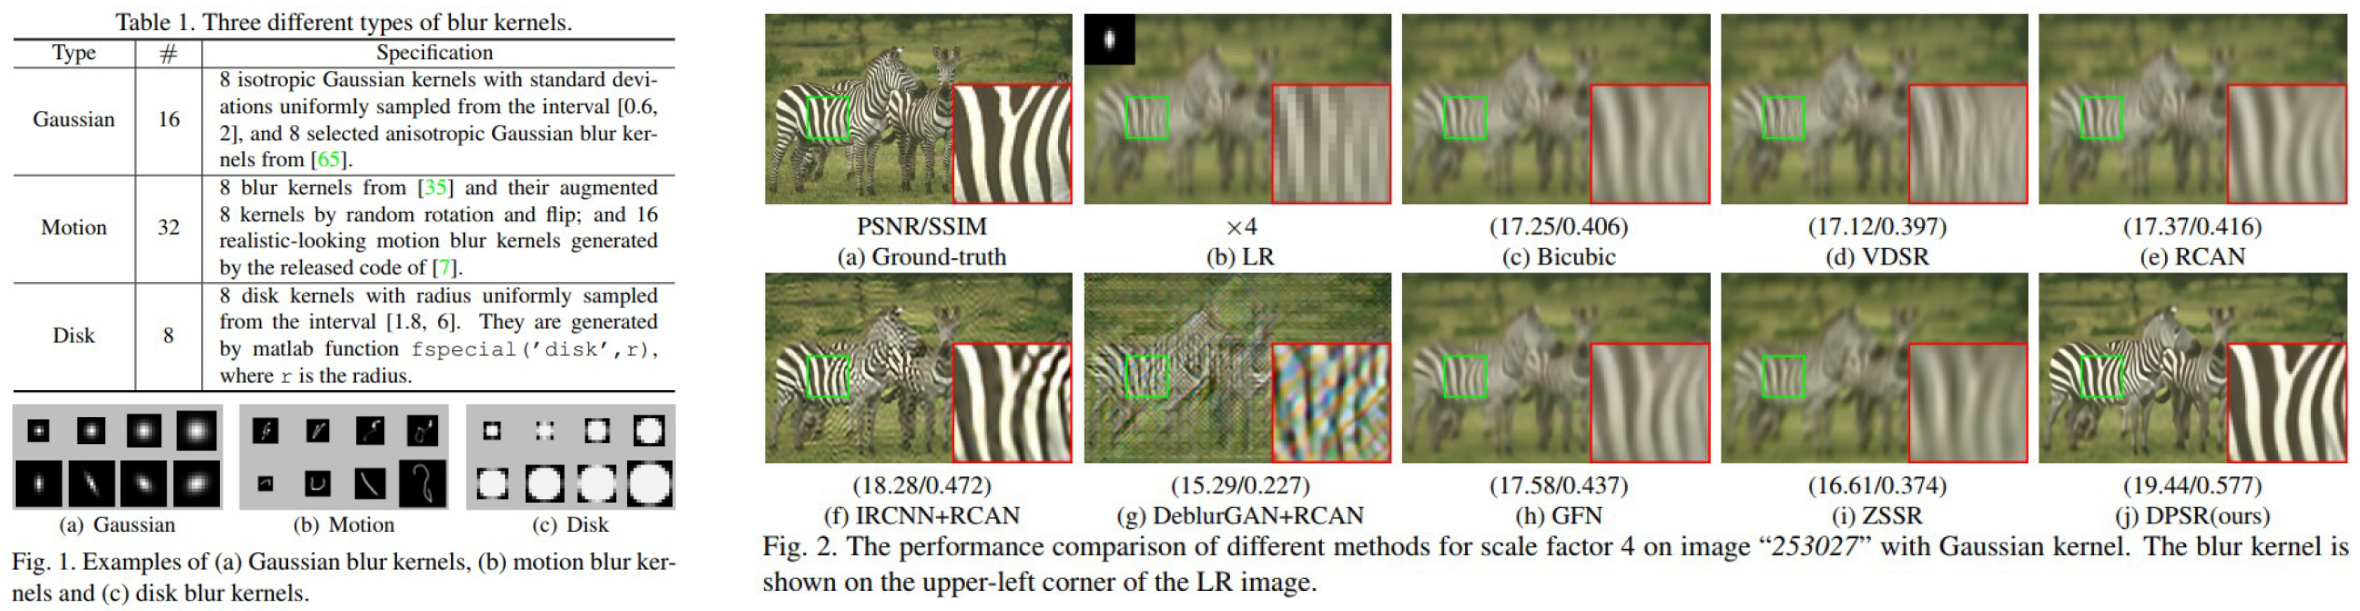 Table 1. Three different types of blur kernels.
Type # Specification
Gaussian 16 8 isotropic Gaussian kernels with standard devi-
ations uniformly sampled from the interval [0.6,
2], and 8 selected anisotropic Gaussian blur ker-
nels from [65].
Motion 32 8 blur kernels from [35] and their augmented
8 kernels by random rotation and flip; and 16
realistic-looking motion blur kernels generated
by the released code of [7].
Disk 8 8 disk kernels with radius uniformly sampled
from the interval [1.8, 6]. They are generated
by matlab function fspecial(’disk’,r),
where r is the radius.
(a) Gaussian (b) Motion (c) Disk
Fig. 1. Examples of (a) Gaussian blur kernels, (b) motion blur ker-
nels and (c) disk blur kernels.
PSNR/SSIM ×4 (17.25/0.406) (17.12/0.397) (17.37/0.416)
(a) Ground-truth (b) LR (c) Bicubic (d) VDSR (e) RCAN
(18.28/0.472) (15.29/0.227) (17.58/0.437) (16.61/0.374) (19.44/0.577)
(f) IRCNN+RCAN (g) DeblurGAN+RCAN (h) GFN (i) ZSSR (j) DPSR(ours)
Fig. 2. The performance comparison of different methods for scale factor 4 on image “253027” with Gaussian kernel. The blur kernel is
shown on the upper-left corner of the LR image.